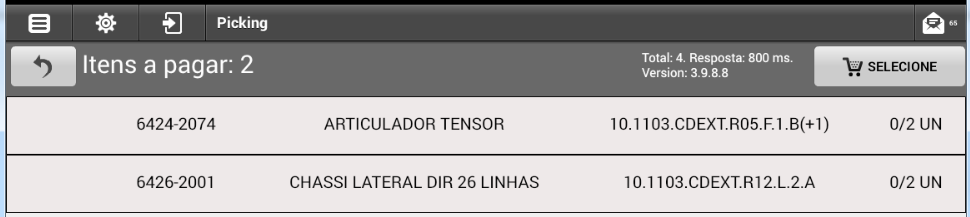 Picking
65
Itens a pagar: 2
Total: 4. Resposta: 800 ms.
Version: 3.9.8.8
SELECIONE
6424-2074 ARTICULADOR TENSOR 10.1103.CDEXT.R05.F.1.B(+1) 0/2 UN
6426-2001 CHASSI LATERAL DIR 26 LINHAS 10.1103.CDEXT.R12.L.2.A 0/2 UN